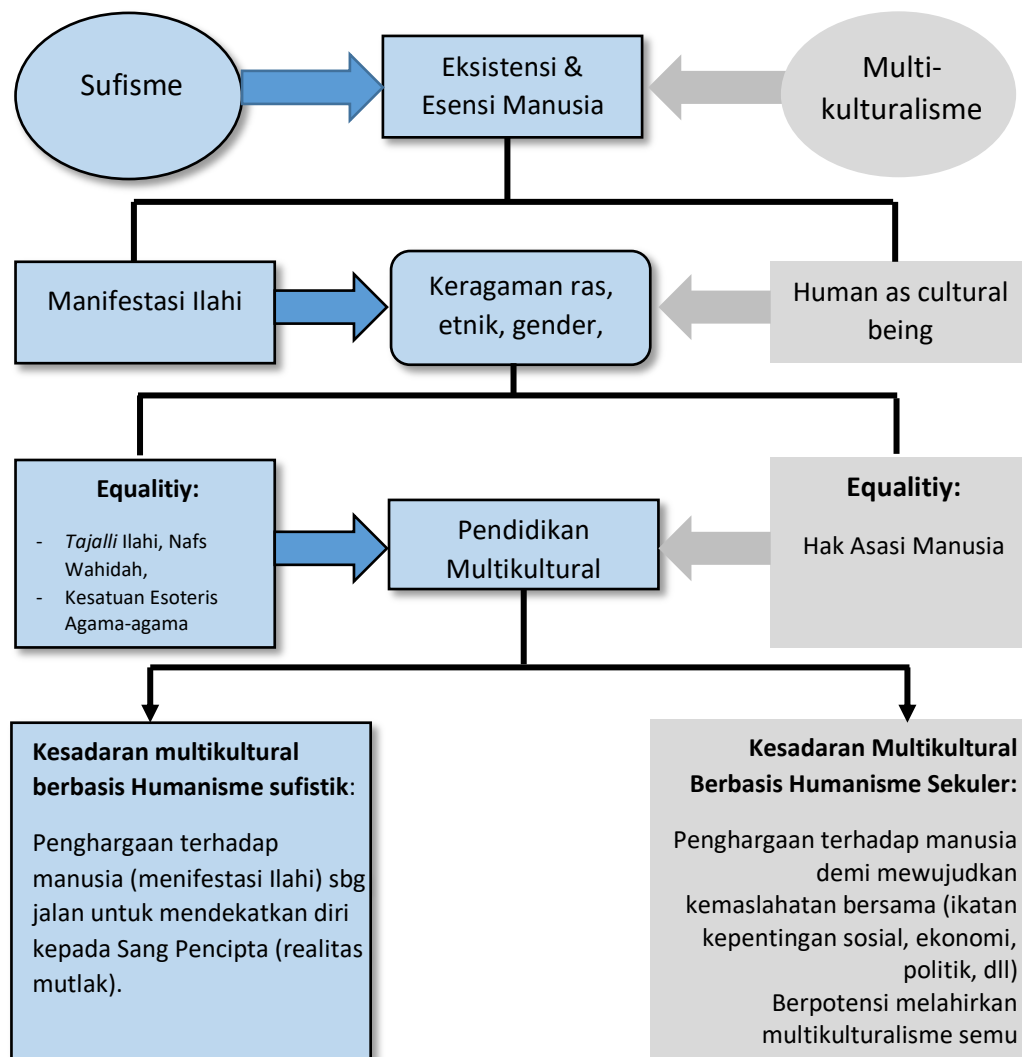 Sufisme
Eksistensi &
Esensi Manusia
Multi-
kulturalisme
Manifestasi Ilahi
Keragaman ras,
etnik, gender,
Human as cultural
being
Equalitiy:
- Tajalli Ilahi, Nafs
Wahidah,
- Kesatuan Esoteris
Agama-agama
Pendidikan
Multikultural
Equalitiy:
Hak Asasi Manusia
Kesadaran multikultural
berbasis Humanisme sufistik:
Penghargaan terhadap
manusia (menifestasi Ilahi) sbg
jalan untuk mendekatkan diri
kepada Sang Pencipta (realitas
mutlak).
Kesadaran Multikultural
Berbasis Humanisme Sekuler:
Penghargaan terhadap manusia
demi mewujudkan
kemaslahatan bersama (ikatan
kepentingan sosial, ekonomi,
politik, dll)
Berpotensi melahirkan
multikulturalisme semu